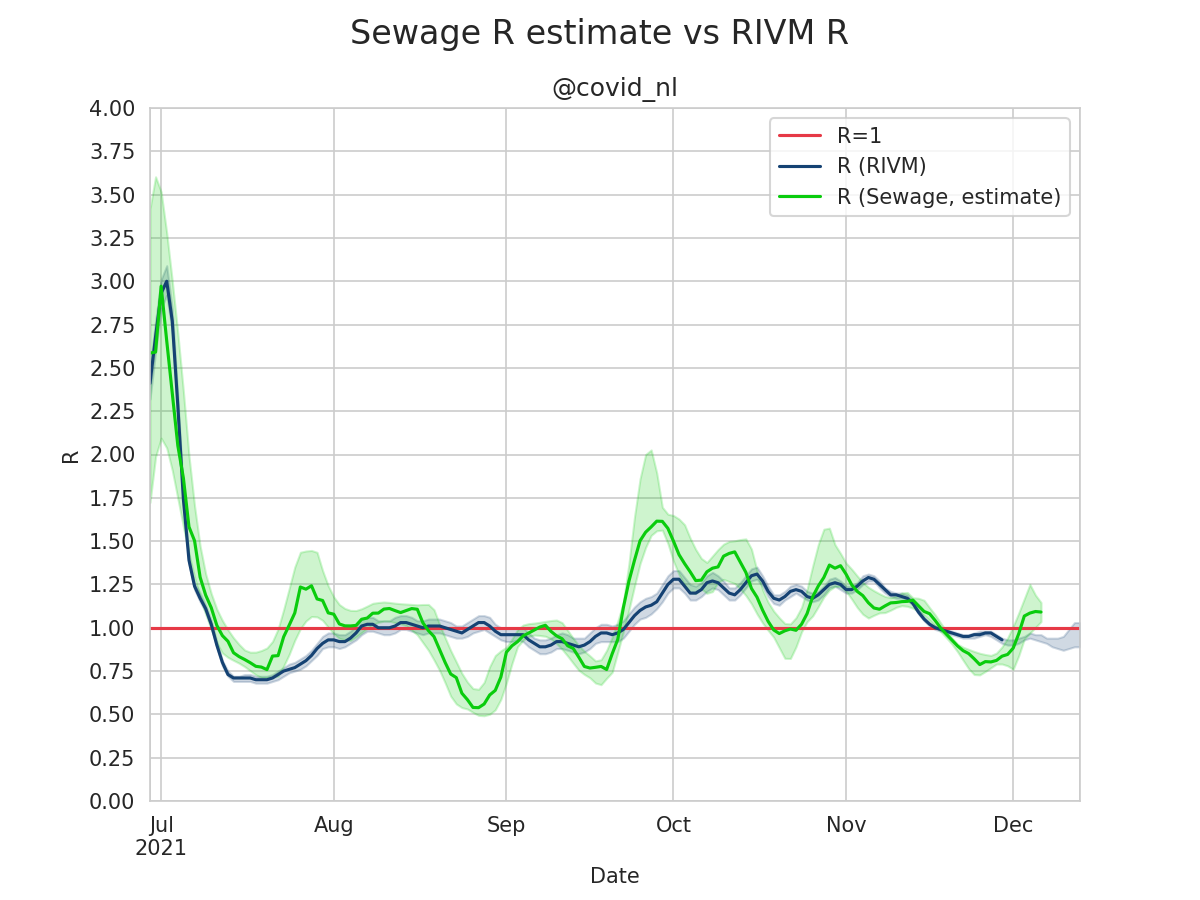 Sewage R estimate vs RIVM R
@covid_nl
4.00
3.75
3.50
3.25
3.00
2.75
2.50
2.25
2.00
1.75
1.50
1.25
1.00
0.75
0.50
0.25
0.00
R
R=1
R (RIVM)
R (Sewage, estimate)
Jul Aug Sep Oct Nov Dec
2021
Date